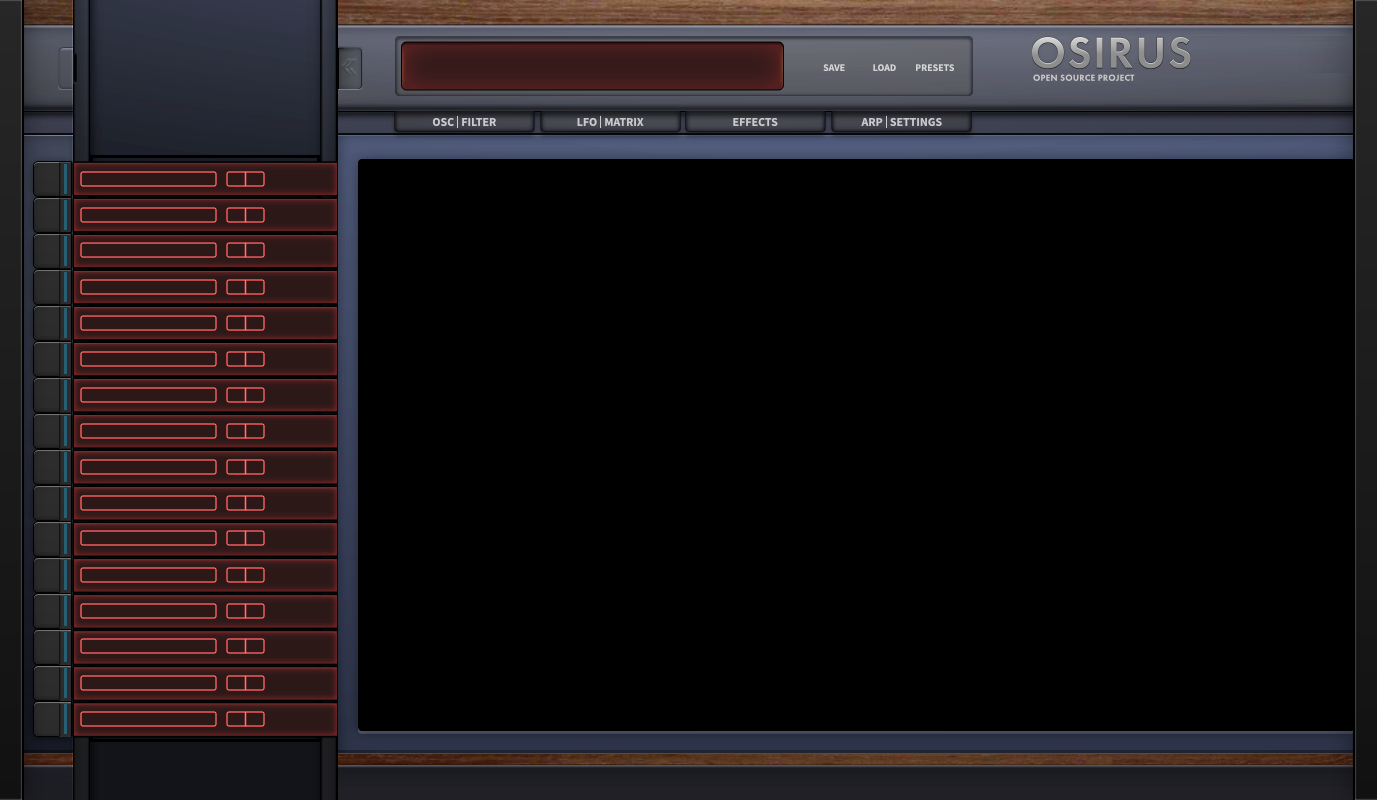 OSIRUS
OPEN SOURCE PROJECT
SAVE LOAD PRESETS
OSC|FILTER LFO|MATRIX EFFECTS ARP|SETTINGS